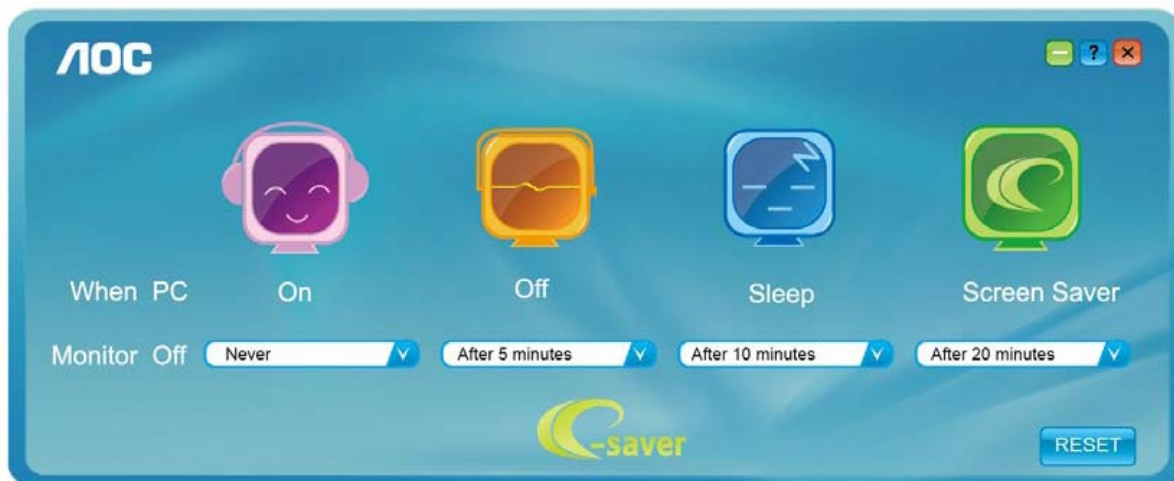 AOC
?
When PC On Off Sleep Screen Saver
Monitor Off Never After 5 minutes After 10 minutes After 20 minutes
e-saver
RESET